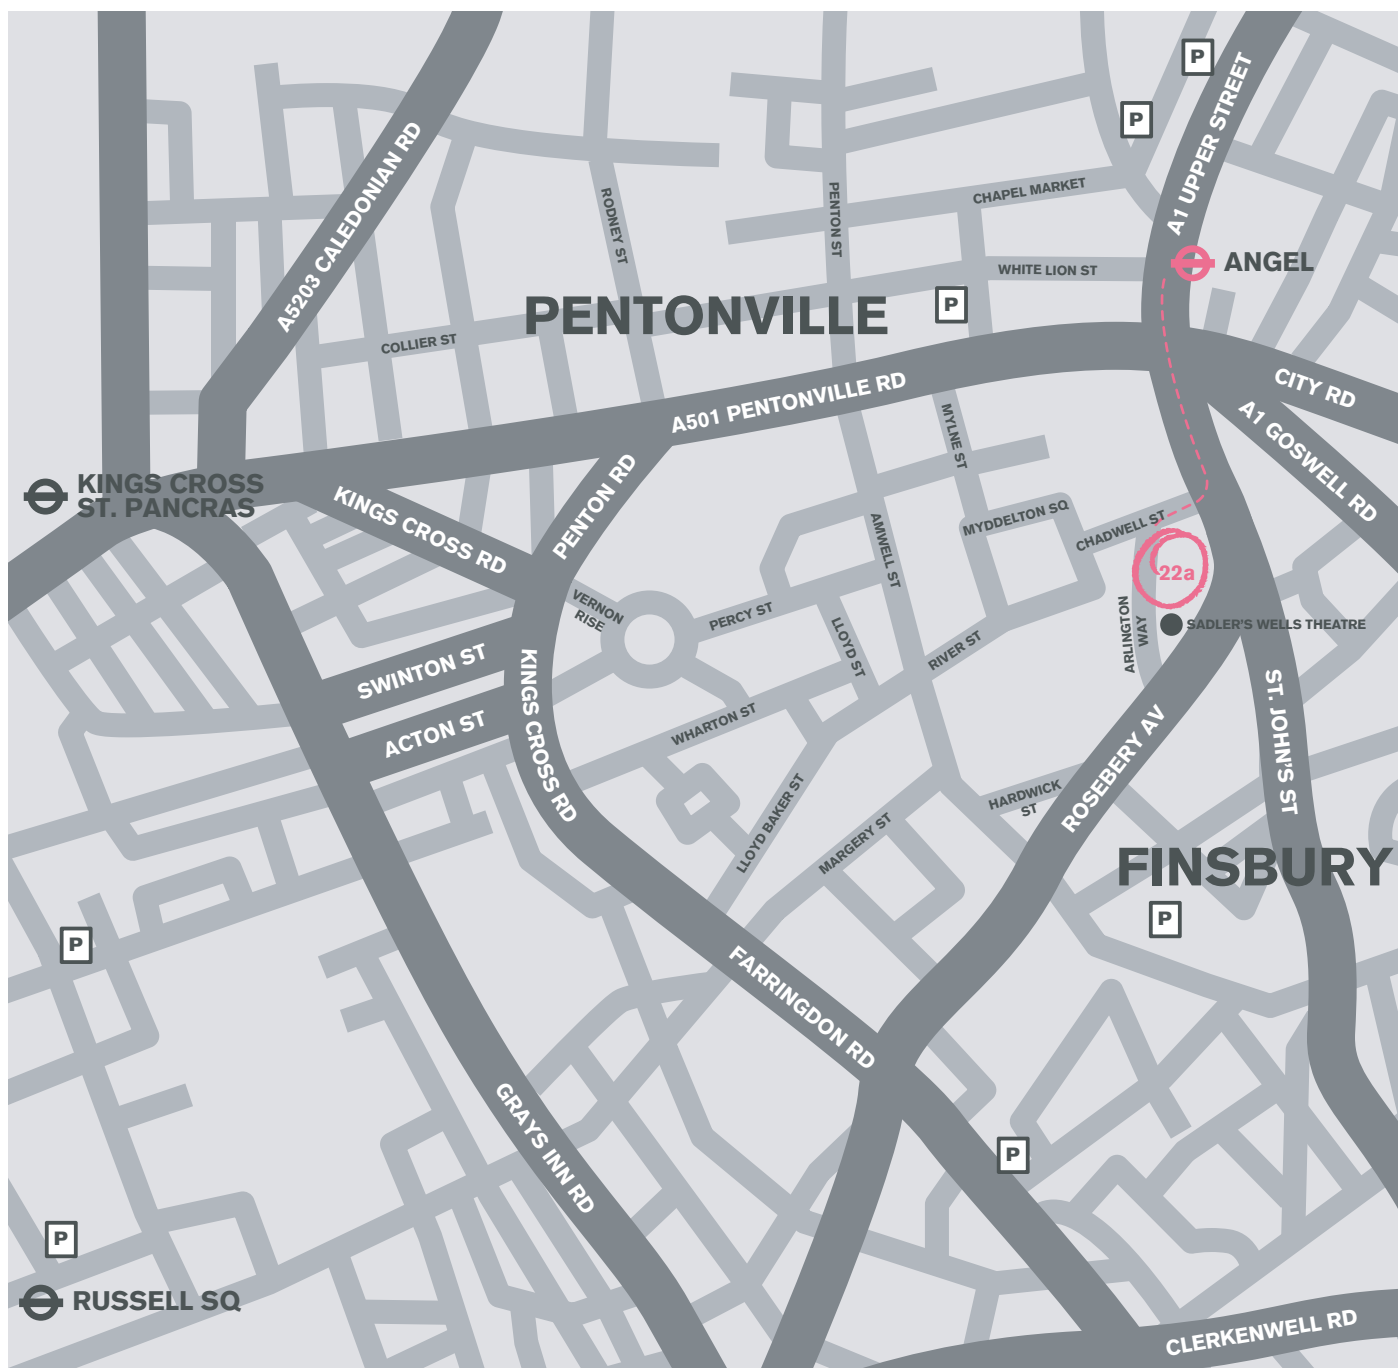 P
A1 UPPER STREET
P
A5203 CALEDONIAN RD
RODNEY ST
PENTON ST
CHAPEL MARKET
WHITE LION ST
ANGEL
P
PENTONVILLE
COLLIER ST
A501 PENTONVILLE RD
CITY RD
A1 GOSWELL RD
MYLNE ST
KINGS CROSS
ST. PANCRAS
KINGS CROSS RD
PENTON RD
AMWELL ST
MYDDELTON SQ
CHADWELL ST
22a
VERNON
RISE
PERCY ST
LLOYD ST
RIVER ST
ARLINGTON
WAY
SADLER'S WELLS THEATRE
SWINTON ST
ACTON ST
KINGS CROSS RD
WHARTON ST
ST. JOHN'S ST
ROSEBERY AV
HARDWICK
ST
LLOYD BAKER ST
MARGERY ST
FINSBURY
P
P
FARRINGDON RD
GRAYS INN RD
P
P
RUSSELL SQ
CLERKENWELL RD